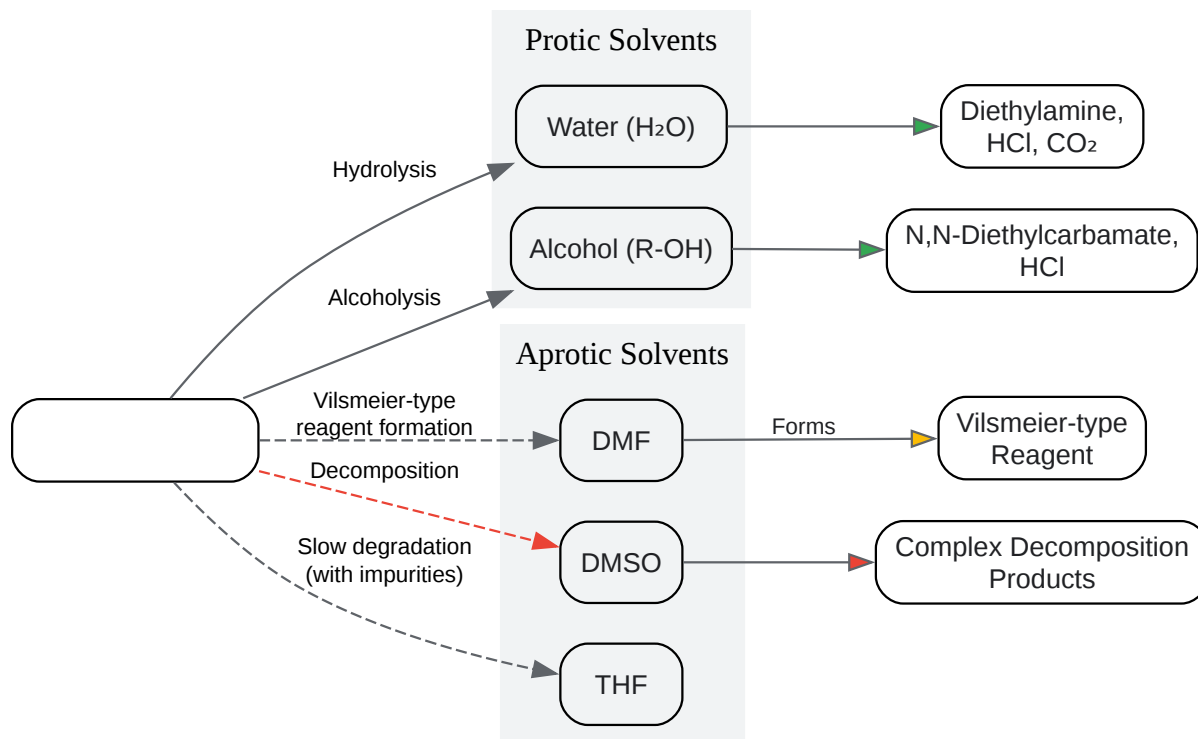 Protic Solvents
Water (H₂O)
Diethylamine,
HCl, CO₂
Hydrolysis
Alcohol (R-OH)
N,N-Diethylcarbamate,
HCl
Alcoholysis
Aprotic Solvents
Vilsmeier-type
reagent formation
DMF
Forms
Vilsmeier-type
Reagent
Decomposition
DMSO
Complex Decomposition
Products
Slow degradation
(with impurities)
THF